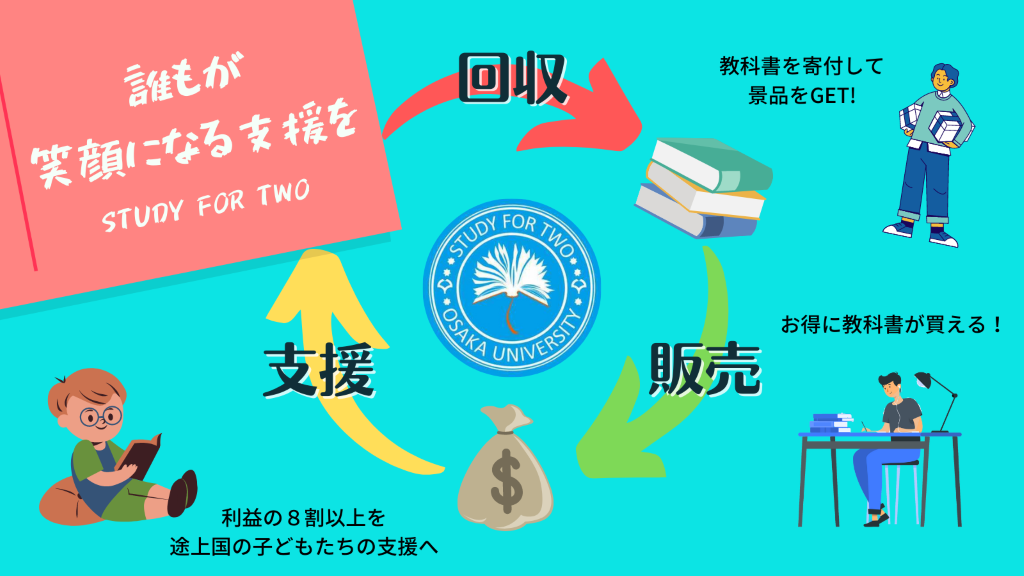 誰もが
笑顔になる支援を
STUDY FOR TWO
回収
教科書を寄付して
景品をGET!
STUDY FOR TWO
OSAKA UNIVERSITY
お得に教科書が買える！
支援
販売
$
利益の８割以上を
途上国の子どもたちの支援へ